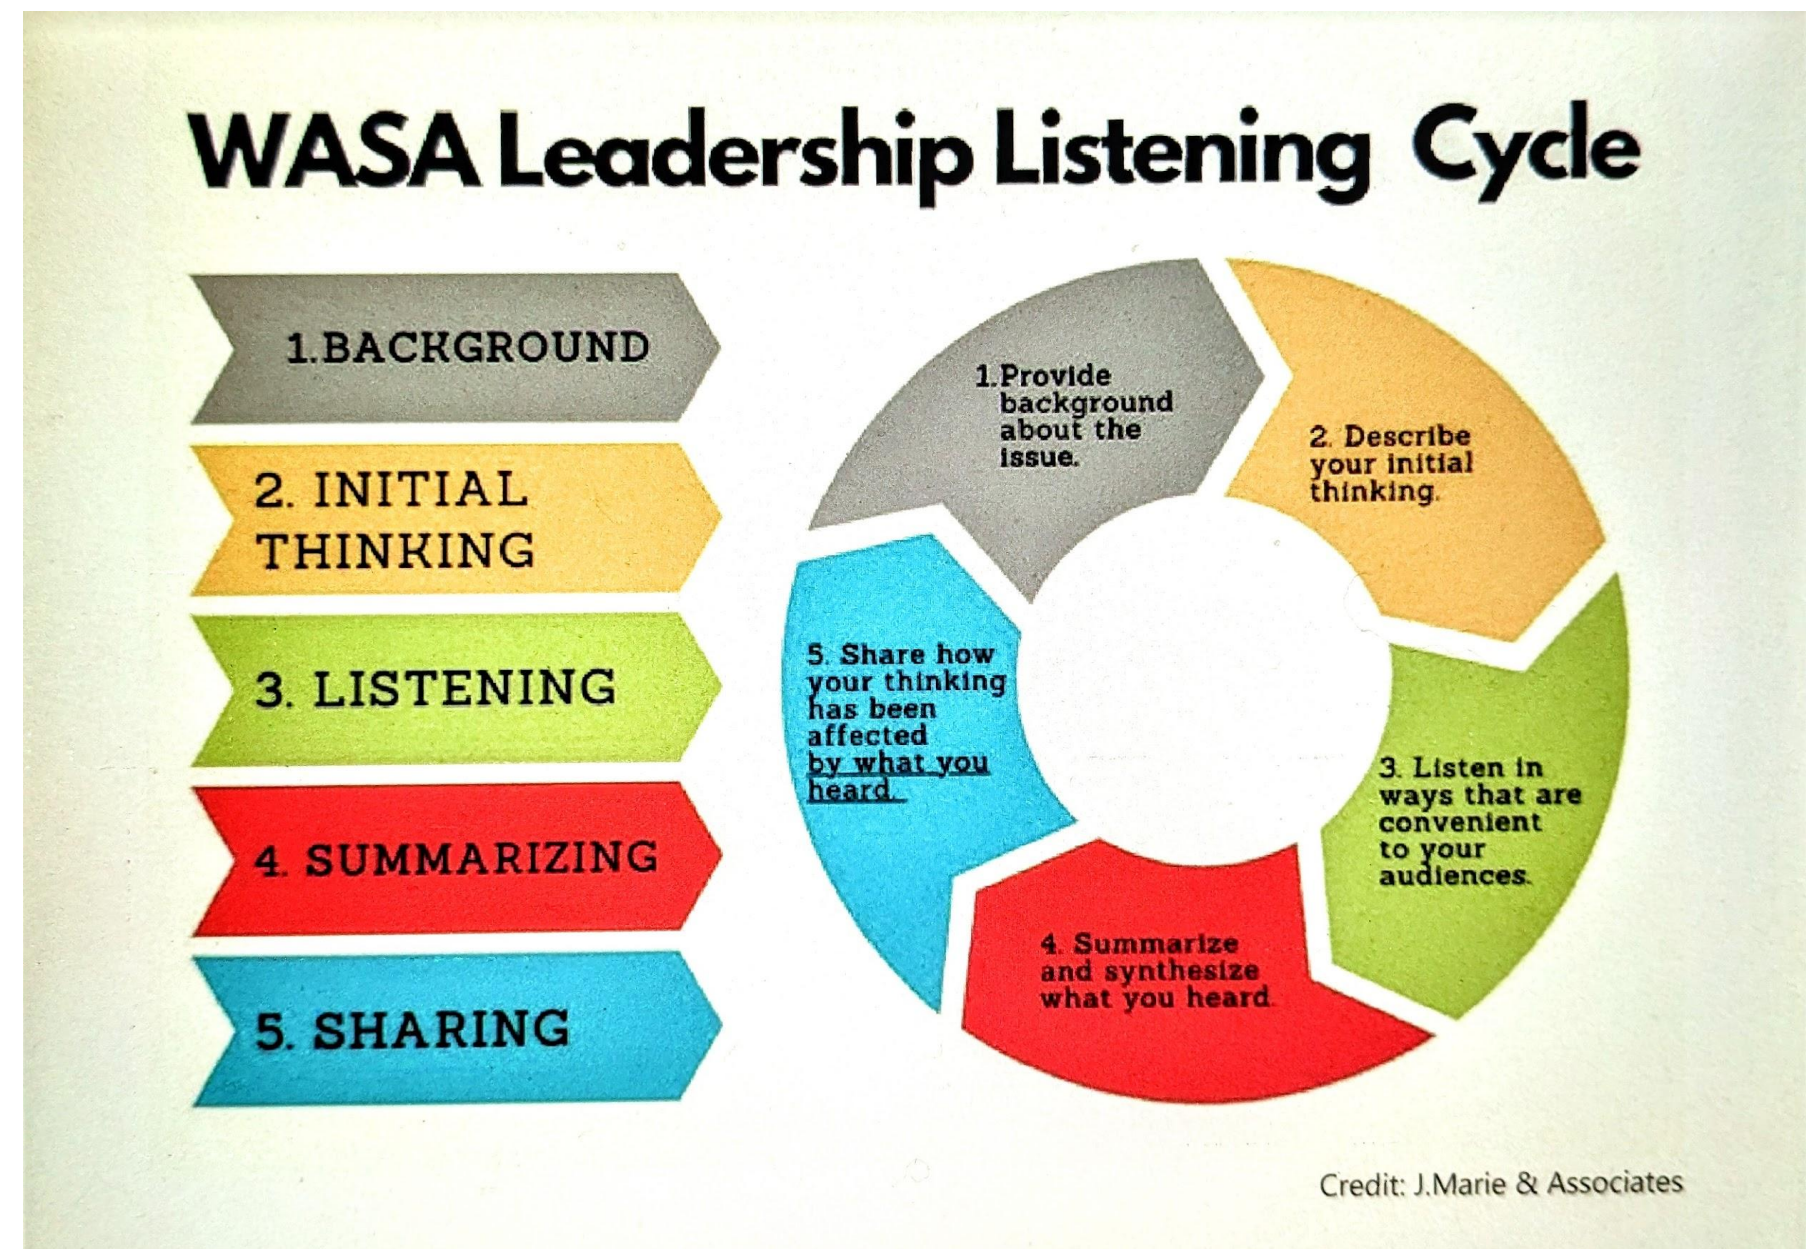 WASA Leadership Listening Cycle
1.BACKGROUND
2. INITIAL
THINKING
3. LISTENING
4. SUMMARIZING
5. SHARING
1.Provide
background
about the
issue.
2. Describe
your initial
thinking.
3. Listen in
ways that are
convenient
to your
audiences.
4. Summarize
and synthesize
what you heard.
5. Share how
your thinking
has been
affected
by what you
heard.
Credit: J.Marie & Associates